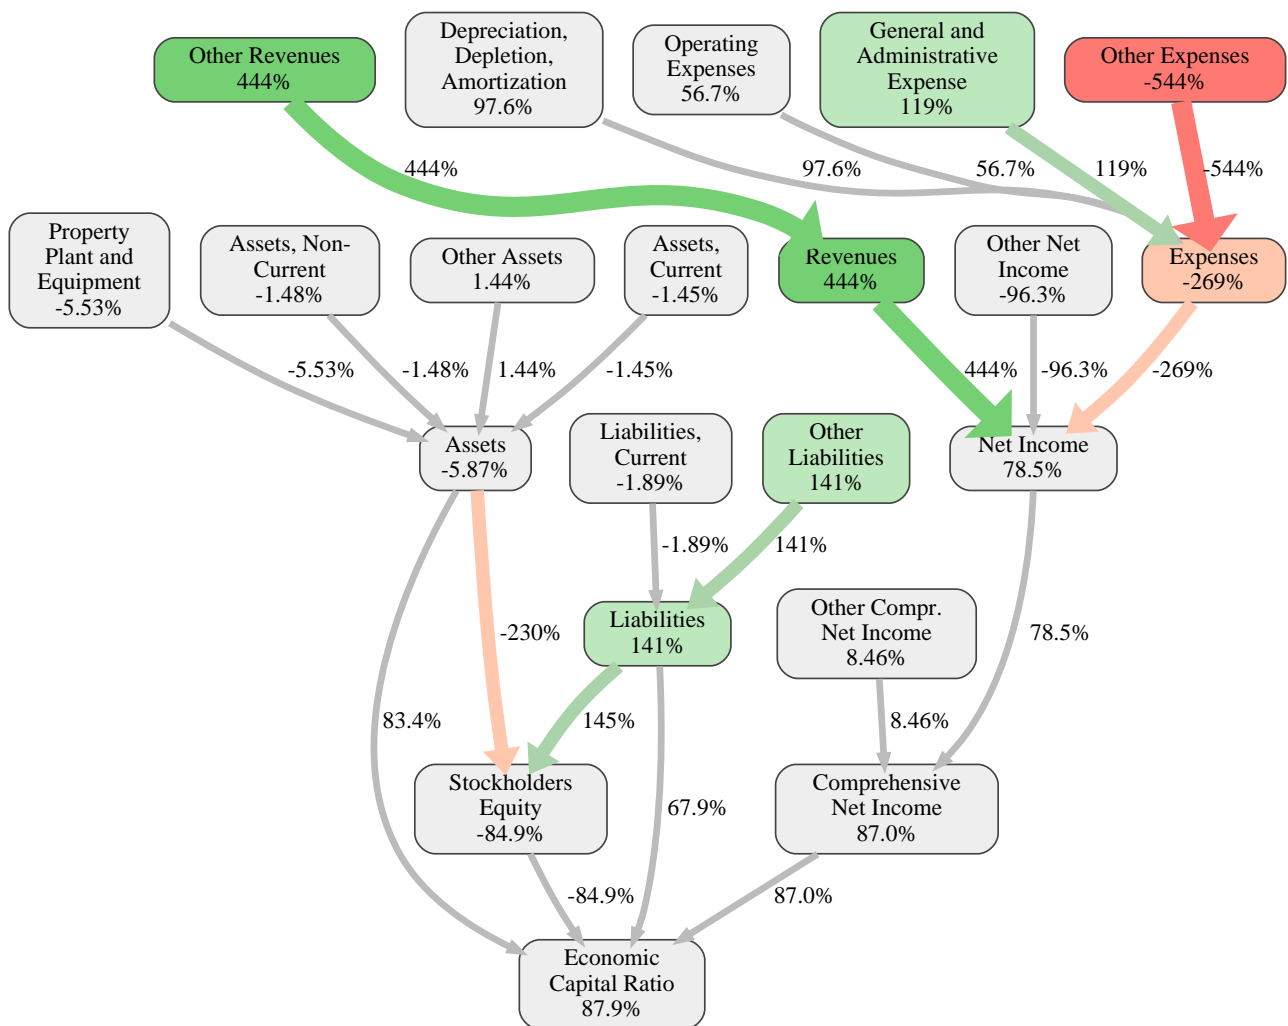 Other Revenues
444%
Depreciation,
Depletion,
Amortization
97.6%
Operating
Expenses
56.7%
General and
Administrative
Expense
119%
Other Expenses
-544%
444%
97.6%
56.7%
119%
-544%
Property
Plant and
Equipment
-5.53%
Assets, Non-
Current
-1.48%
Other Assets
1.44%
Assets,
Current
-1.45%
Revenues
444%
Other Net
Income
-96.3%
Expenses
-269%
-5.53%
-1.48%
1.44%
-1.45%
444%
-96.3%
-269%
Assets
-5.87%
Liabilities,
Current
-1.89%
Other
Liabilities
141%
Net Income
78.5%
-1.89%
141%
-230%
Liabilities
141%
Other Compr.
Net Income
8.46%
78.5%
83.4%
145%
8.46%
Stockholders
Equity
-84.9%
67.9%
Comprehensive
Net Income
87.0%
-84.9%
87.0%
Economic
Capital Ratio
87.9%